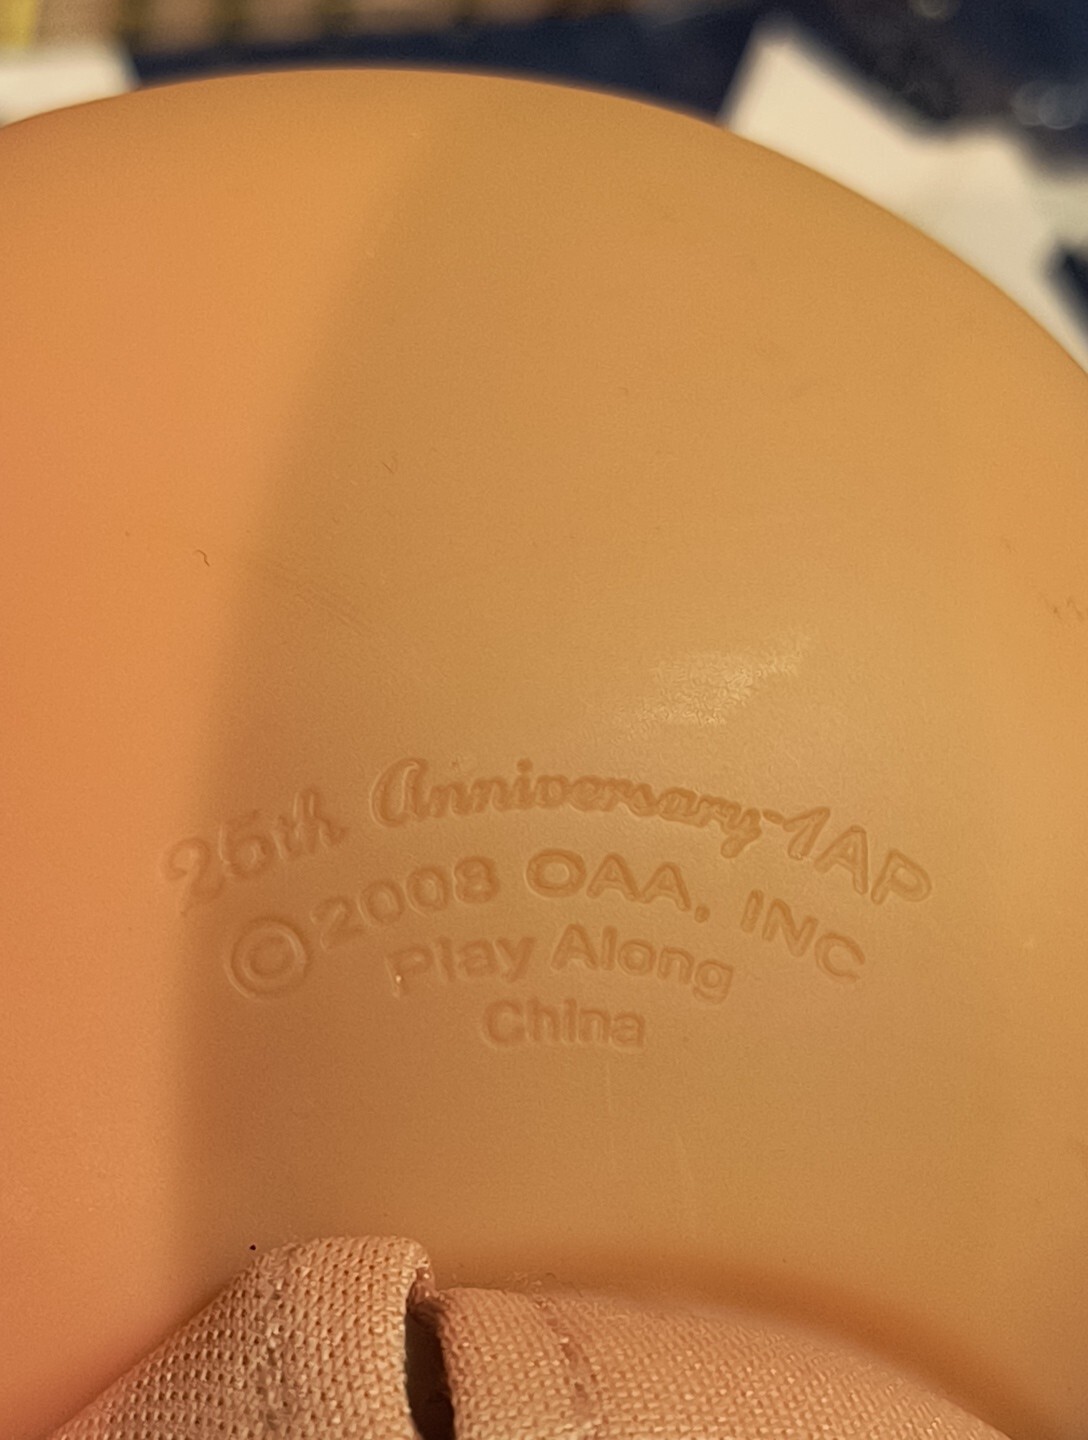 25th Anniversary-1AP
©2008 OAA, INC
Play Along
China